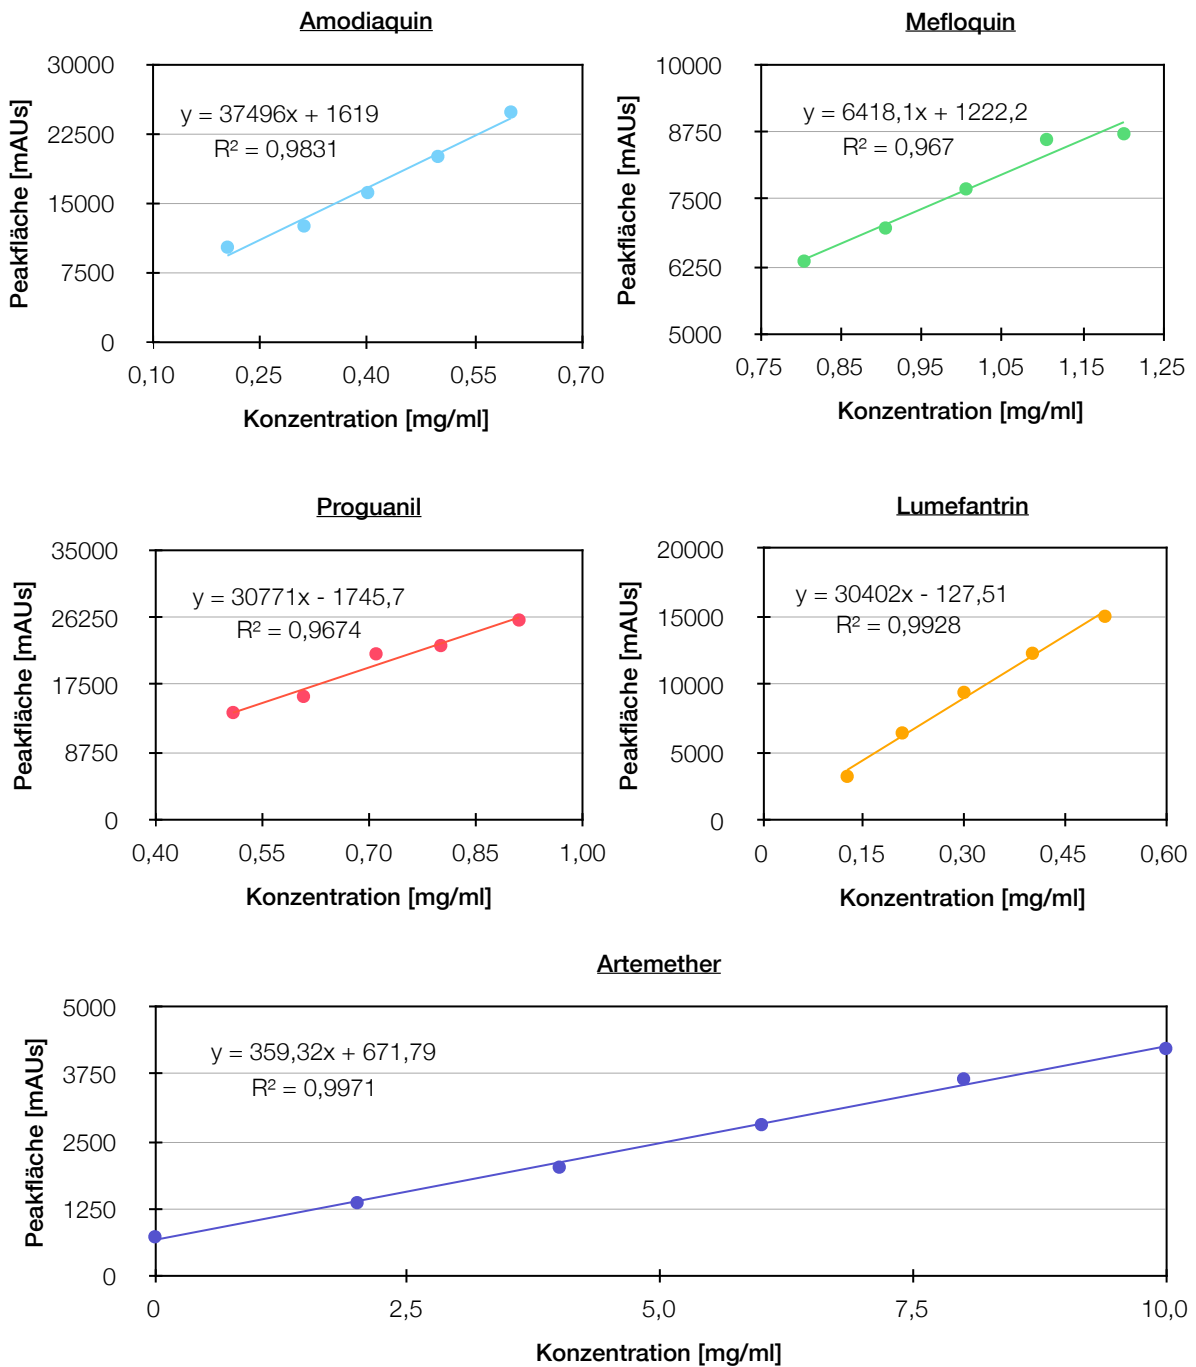 Amodiaquin
30000
22500
15000
7500
0
Peakfläche [mAUs]
y = 37496x + 1619
R² = 0,9831
0,10 0,25 0,40 0,55 0,70
Konzentration [mg/ml]
Mefloquin
10000
8750
7500
6250
5000
Peakfläche [mAUs]
y = 6418,1x + 1222,2
R² = 0,967
0,75 0,85 0,95 1,05 1,15 1,25
Konzentration [mg/ml]
Proguanil
35000
26250
17500
8750
0
Peakfläche [mAUs]
y = 30771x - 1745,7
R² = 0,9674
0,40 0,55 0,70 0,85 1,00
Konzentration [mg/ml]
Lumefantrin
20000
15000
10000
5000
0
Peakfläche [mAUs]
y = 30402x - 127,51
R² = 0,9928
0 0,15 0,30 0,45 0,60
Konzentration [mg/ml]
Artemether
5000
3750
2500
1250
0
Peakfläche [mAUs]
y = 359,32x + 671,79
R² = 0,9971
0 2,5 5,0 7,5 10,0
Konzentration [mg/ml]